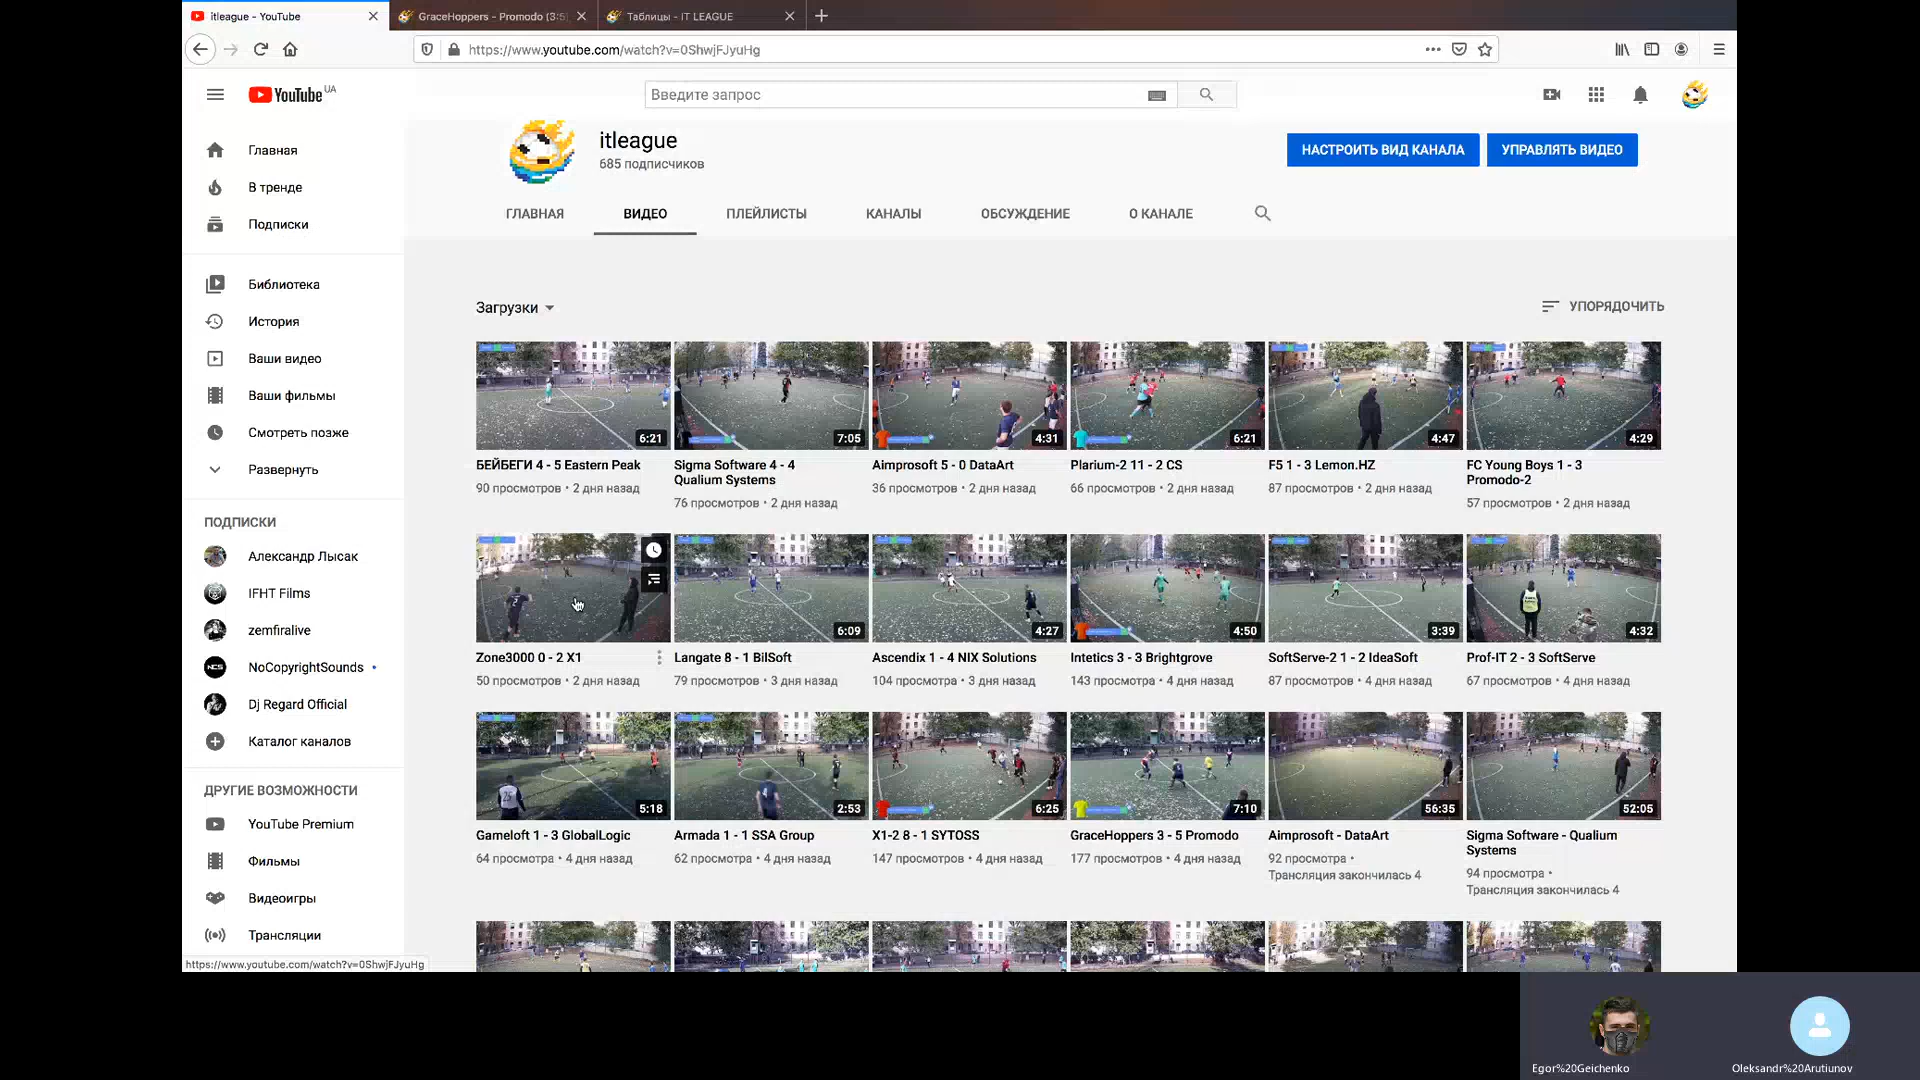 itleague - YouTube
GraceHoppers - Promodo (3:5)
Таблицы - IT LEAGUE
https://www.youtube.com/watch?v=0ShwjFJyuHg
YouTube UA
Введите запрос
Главная
В тренде
Подписки
Библиотека
История
Ваши видео
Ваши фильмы
Смотреть позже
Развернуть
ПОДПИСКИ
Александр Лысак
IFHT Films
zemfiralive
NCS
NoCopyrightSounds
Dj Regard Official
Каталог каналов
ДРУГИЕ ВОЗМОЖНОСТИ
YouTube Premium
Фильмы
Видеоигры
Трансляции
https://www.youtube.com/watch?v=0ShwjFJyuHg
itleague
685 подписчиков
НАСТРОИТЬ ВИД КАНАЛА
УПРАВЛЯТЬ ВИДЕО
ГЛАВНАЯ
ВИДЕО
ПЛЕЙЛИСТЫ
КАНАЛЫ
ОБСУЖДЕНИЕ
О КАНАЛЕ
Загрузки
УПОРЯДОЧИТЬ
6:21
БЕЙБЕГИ 4 - 5 Eastern Peak
90 просмотров • 2 дня назад
7:05
Sigma Software 4 - 4
Qualium Systems
76 просмотров • 2 дня назад
4:31
Aimprosoft 5 - 0 DataArt
36 просмотров • 2 дня назад
6:21
Plarium-2 11 - 2 CS
66 просмотров • 2 дня назад
4:47
F5 1 - 3 Lemon.HZ
87 просмотров • 2 дня назад
4:29
FC Young Boys 1 - 3
Promodo-2
57 просмотров • 2 дня назад
Zone3000 0 - 2 X1
50 просмотров • 2 дня назад
6:09
Langate 8 - 1 BilSoft
79 просмотров • 3 дня назад
4:27
Ascendix 1 - 4 NIX Solutions
104 просмотра • 3 дня назад
4:50
Intetics 3 - 3 Brightgrove
143 просмотра • 4 дня назад
3:39
SoftServe-2 1 - 2 IdeaSoft
87 просмотров • 4 дня назад
4:32
Prof-IT 2 - 3 SoftServe
67 просмотров • 4 дня назад
5:18
Gameloft 1 - 3 GlobalLogic
64 просмотра • 4 дня назад
2:53
Armada 1 - 1 SSA Group
62 просмотра • 4 дня назад
6:25
X1-2 8 - 1 SYTOSS
147 просмотров • 4 дня назад
7:10
GraceHoppers 3 - 5 Promodo
177 просмотров • 4 дня назад
56:35
Aimprosoft - DataArt
92 просмотра •
Трансляция закончилась 4
52:05
Sigma Software - Qualium
Systems
94 просмотра •
Трансляция закончилась 4
Egor%20Geichenko
Oleksandr%20Arutiunov